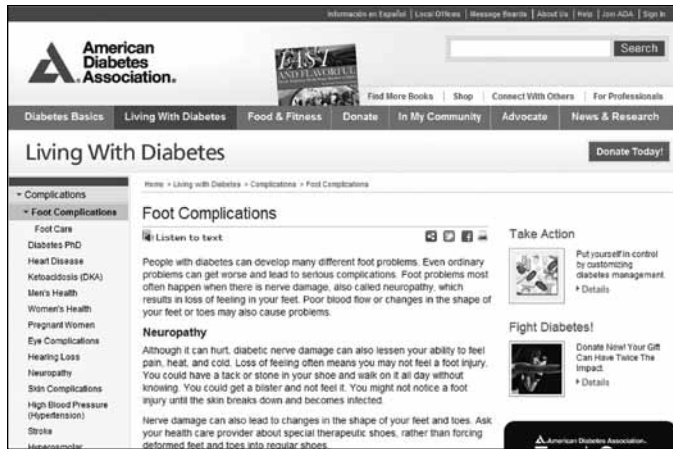 Información en Español | Local Offices | Message Boards | About Us | Help | Join ADA | Sign In
American
Diabetes
Association®
FAST
AND FLAVORFUL
Search
Find More Books | Shop | Connect With Others | For Professionals
Diabetes Basics
Living With Diabetes
Food & Fitness
Donate
In My Community
Advocate
News & Research
Living With Diabetes
Donate Today!
Complications
Foot Complications
Foot Care
Diabetes PhD
Heart Disease
Ketoacidosis (DKA)
Men's Health
Women's Health
Pregnant Women
Eye Complications
Hearing Loss
Neuropathy
Skin Complications
High Blood Pressure
(Hypertension)
Stroke
Hyperosmolar
Home > Living with Diabetes > Complications > Foot Complications
Foot Complications
Listen to text
People with diabetes can develop many different foot problems. Even ordinary
problems can get worse and lead to serious complications. Foot problems most
often happen when there is nerve damage, also called neuropathy, which
results in loss of feeling in your feet. Poor blood flow or changes in the shape of
your feet or toes may also cause problems.
Neuropathy
Although it can hurt, diabetic nerve damage can also lessen your ability to feel
pain, heat, and cold. Loss of feeling often means you may not feel a foot injury.
You could have a tack or stone in your shoe and walk on it all day without
knowing. You could get a blister and not feel it. You might not notice a foot
injury until the skin breaks down and becomes infected.
Nerve damage can also lead to changes in the shape of your feet and toes. Ask
your health care provider about special therapeutic shoes, rather than forcing
deformed feet and toes into regular shoes.
Take Action
Put yourself in control
by customizing
diabetes management.
Details
Fight Diabetes!
Donate Now! Your Gift
Can Have Twice The
Impact.
Details
American Diabetes Association®